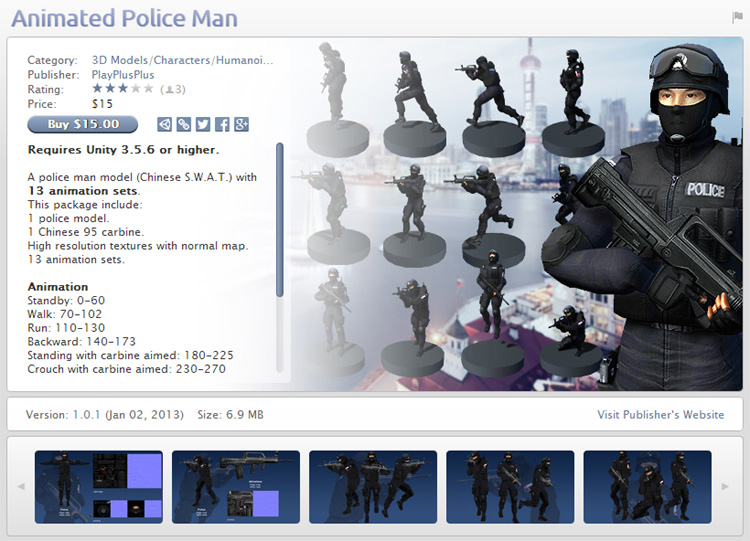 Animated Police Man
Category: 3D Models/Characters/Humanoi...
Publisher: PlayPlusPlus
Rating: (3)
Price: $15
Buy $15.00
Requires Unity 3.5.6 or higher.
A police man model (Chinese S.W.A.T.) with
13 animation sets.
This package include:
1 police model.
1 Chinese 95 carbine.
High resolution textures with normal map.
13 animation sets.
Animation
Standby: 0-60
Walk: 70-102
Run: 110-130
Backward: 140-173
Standing with carbine aimed: 180-225
Crouch with carbine aimed: 230-270
POLICE
Version: 1.0.1 (Jan 02, 2013) Size: 6.9 MB
Visit Publisher's Website